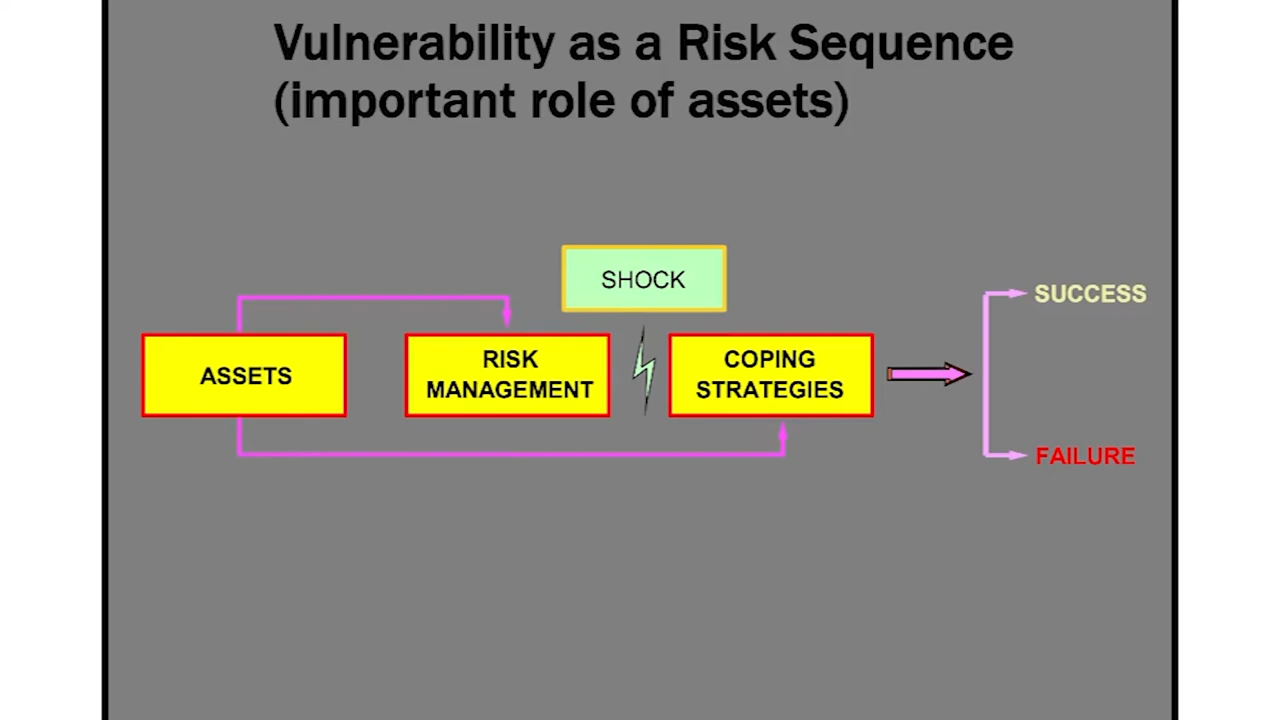 Vulnerability as a Risk Sequence
(important role of assets)
SHOCK
ASSETS
RISK
MANAGEMENT
COPING
STRATEGIES
SUCCESS
FAILURE